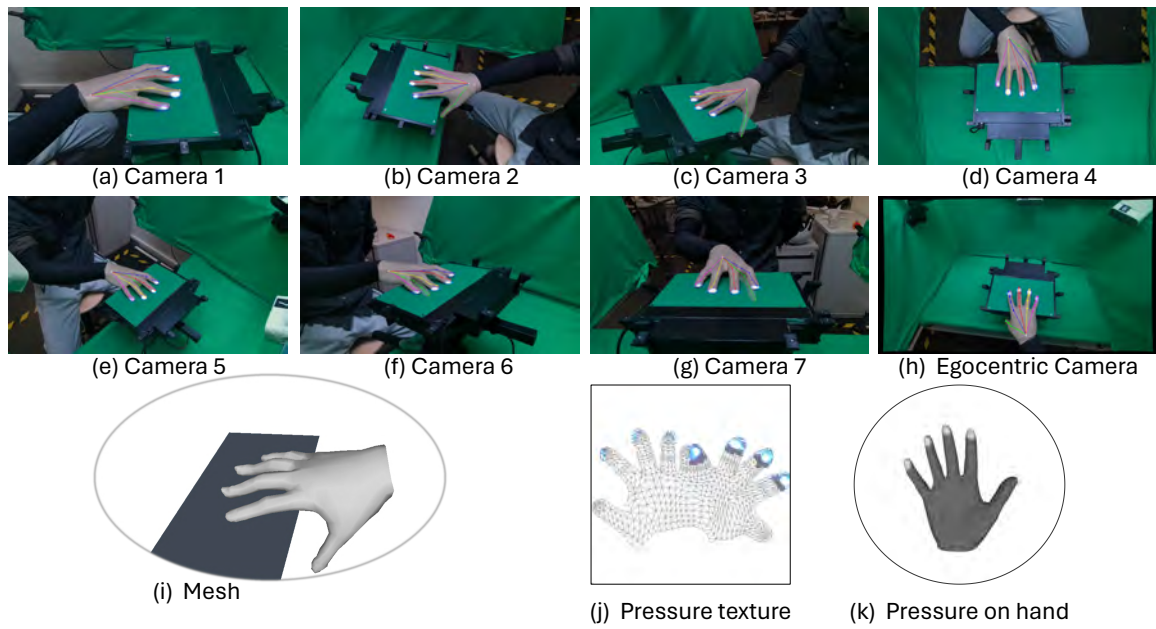 (a) Camera 1
(b) Camera 2
(c) Camera 3
(d) Camera 4
(e) Camera 5
(f) Camera 6
(g) Camera 7
(h) Egocentric Camera
(i) Mesh
(j) Pressure texture
(k) Pressure on hand